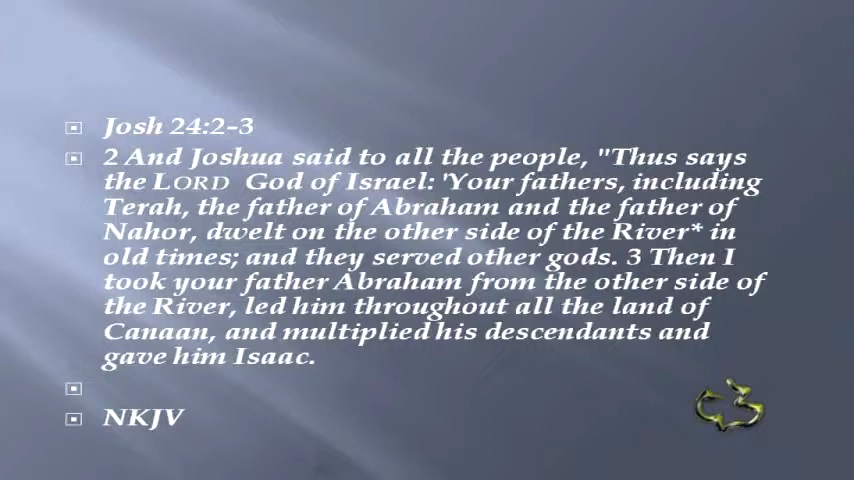 Josh 24:2-3
2 And Joshua said to all the people, "Thus says
the LORD God of Israel: 'Your fathers, including
Terah, the father of Abraham and the father of
Nahor, dwelt on the other side of the River* in
old times; and they served other gods. 3 Then I
took your father Abraham from the other side of
the River, led him throughout all the land of
Canaan, and multiplied his descendants and
gave him Isaac.
NKJV
C3